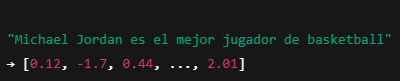 "Michael Jordan es el mejor jugador de basketball"
→ [0.12, -1.7, 0.44, ..., 2.01]